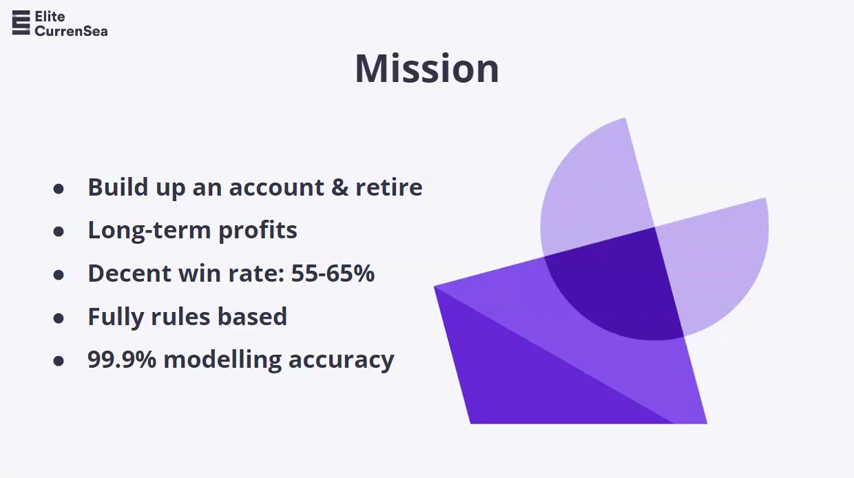 Elite
CurrenSea
Mission
● Build up an account & retire
● Long-term profits
● Decent win rate: 55-65%
● Fully rules based
● 99.9% modelling accuracy